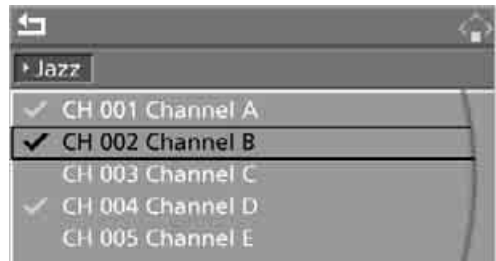 Jazz
CH 001 Channel A
CH 002 Channel B
CH 003 Channel C
CH 004 Channel D
CH 005 Channel E